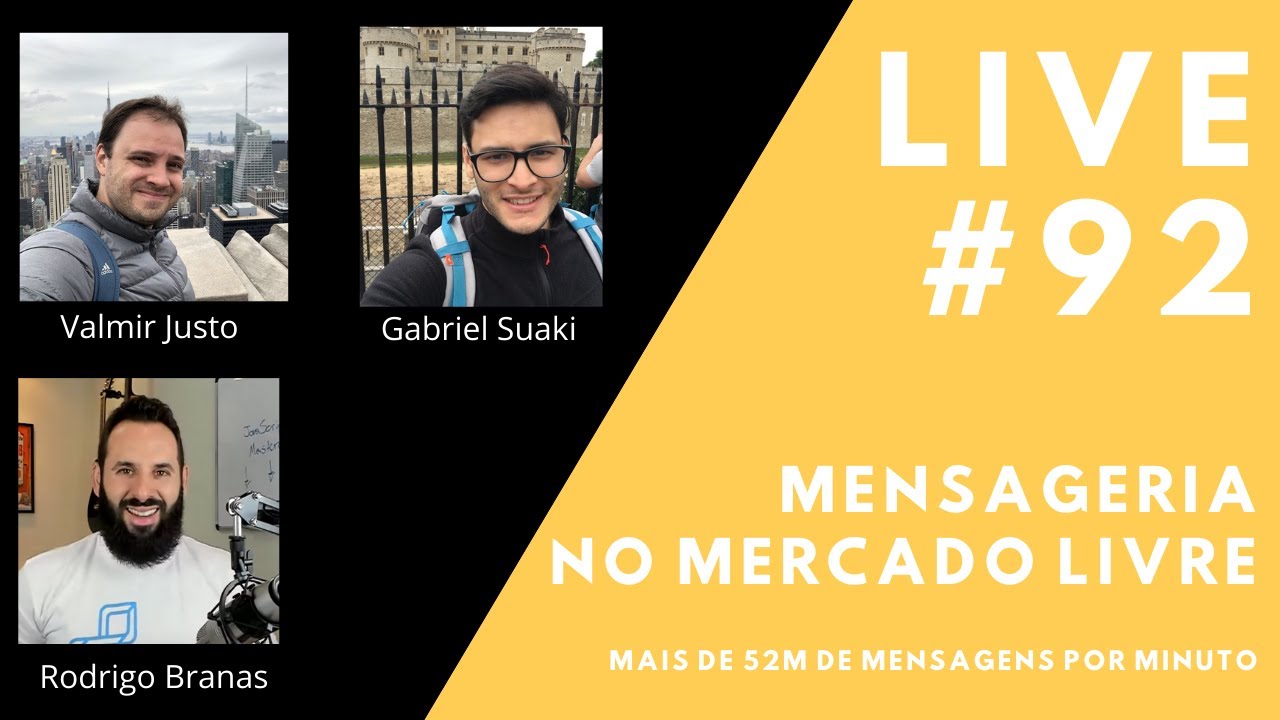 Valmir Justo
Gabriel Suaki
Rodrigo Branas
LIVE
#92
MENSAGERIA
NO MERCADO LIVRE
MAIS DE 52M DE MENSAGENS POR MINUTO
adidas